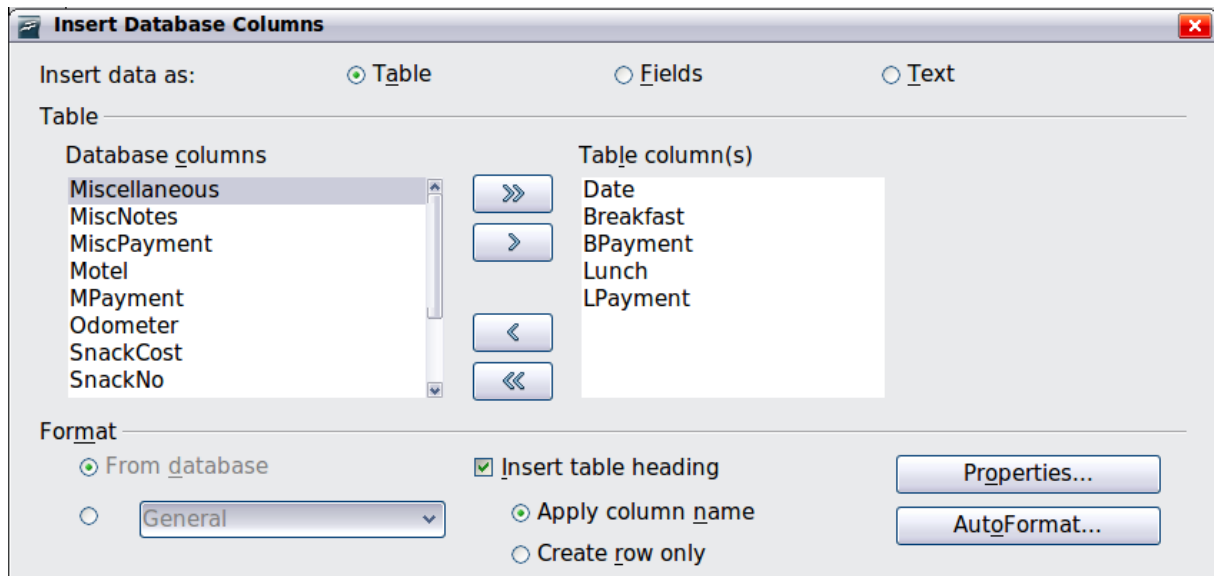 Insert Database Columns
Insert data as: Table Fields Text
Table
Database columns Table column(s)
Miscellaneous Date
MiscNotes Breakfast
MiscPayment BPayment
Motel Lunch
MPayment LPayment
Odometer
SnackCost
SnackNo
Format
From database Insert table heading Properties...
General Apply column name AutoFormat...
Create row only